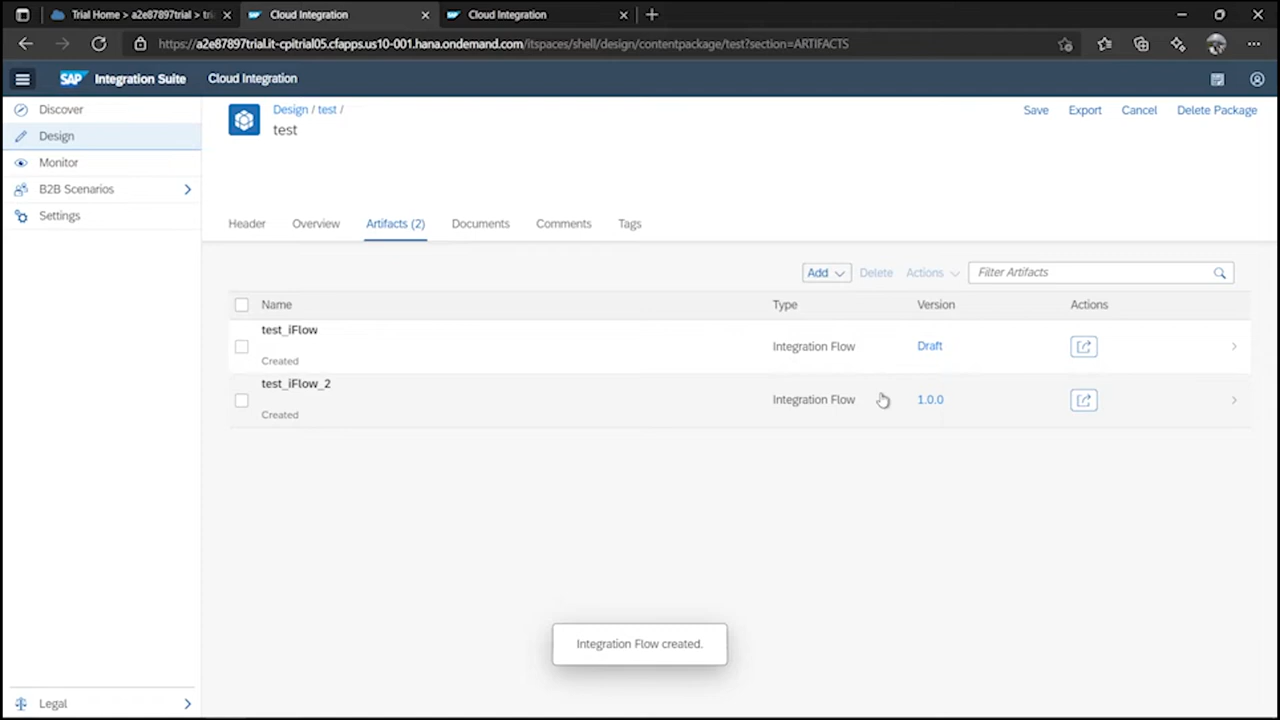 Trial Home > a2e87897trial > tri
Cloud Integration
Cloud Integration
https://a2e87897trial.it-cpitrial05.cfapps.us10-001.hana.ondemand.com/itspaces/shell/design/contentpackage/test?section=ARTIFACTS
SAP Integration Suite Cloud Integration
Discover
Design
Monitor
B2B Scenarios
Settings
Legal
Design / test /
test
Save Export Cancel Delete Package
Header Overview Artifacts (2) Documents Comments Tags
Add Delete Actions Filter Artifacts
Name Type Version Actions
test_iFlow
Integration Flow Draft
Created
test_iFlow_2
Integration Flow 1.0.0
Created
Integration Flow created.